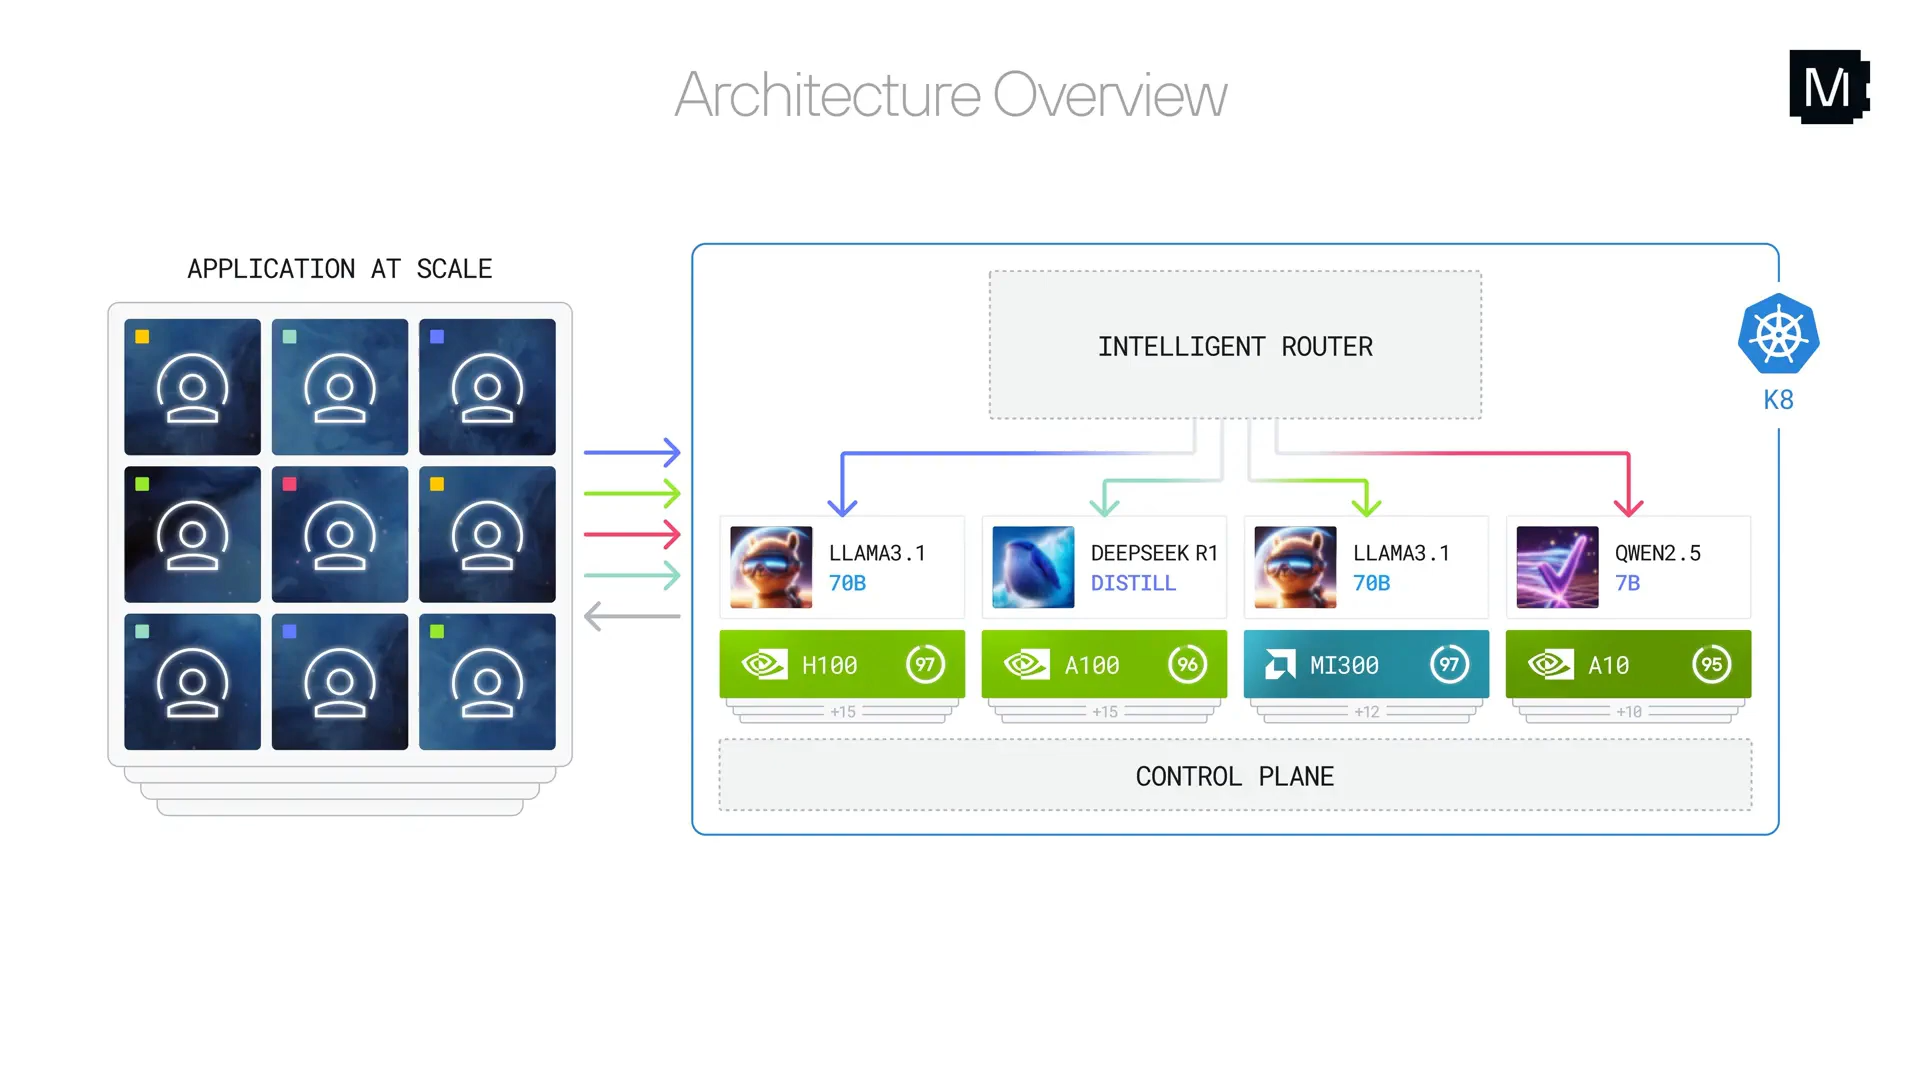 Architecture Overview
M
APPLICATION AT SCALE
INTELLIGENT ROUTER
K8
LLAMA3.1
70B
DEEPSEEK R1
DISTILL
LLAMA3.1
70B
QWEN2.5
7B
H100 97
A100 96
MI300 97
A10 95
+15
+15
+12
+10
CONTROL PLANE